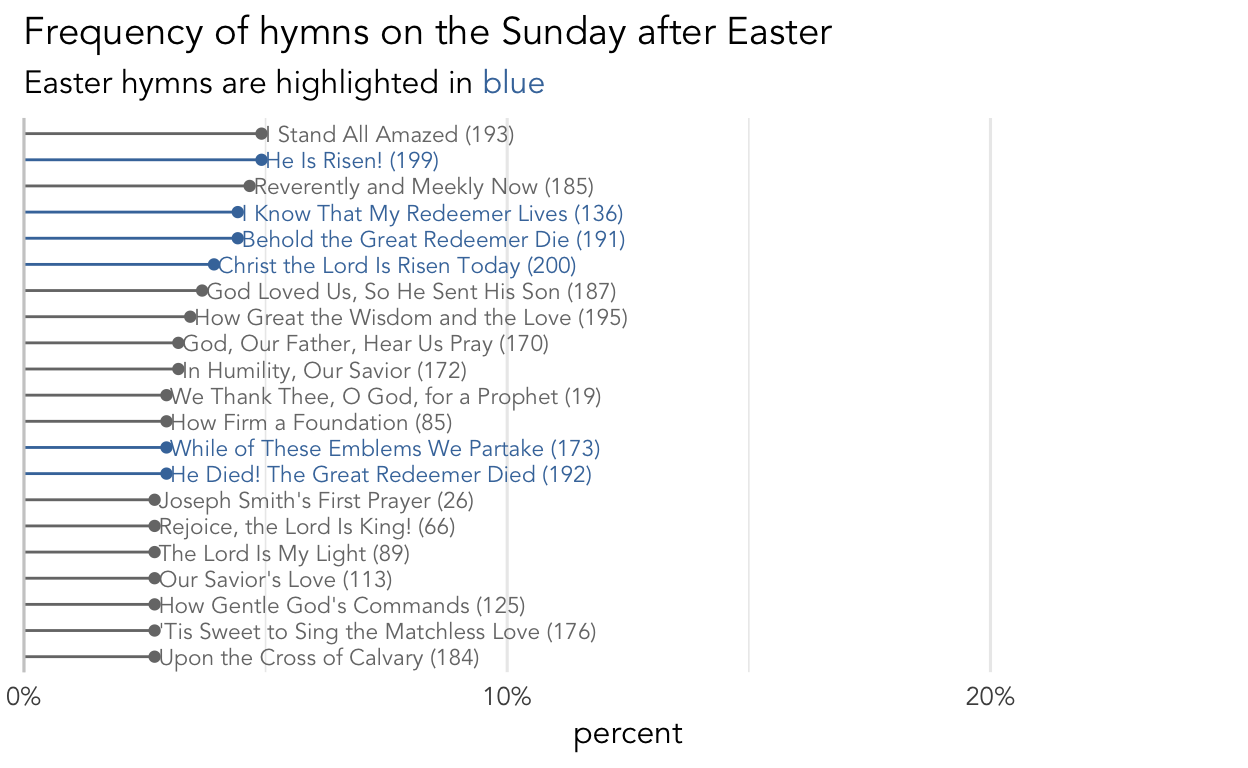 Frequency of hymns on the Sunday after Easter
Easter hymns are highlighted in blue
I Stand All Amazed (193)
He Is Risen! (199)
Reverently and Meekly Now (185)
I Know That My Redeemer Lives (136)
Behold the Great Redeemer Die (191)
Christ the Lord Is Risen Today (200)
God Loved Us, So He Sent His Son (187)
How Great the Wisdom and the Love (195)
God, Our Father, Hear Us Pray (170)
In Humility, Our Savior (172)
We Thank Thee, O God, for a Prophet (19)
How Firm a Foundation (85)
While of These Emblems We Partake (173)
He Died! The Great Redeemer Died (192)
Joseph Smith's First Prayer (26)
Rejoice, the Lord Is King! (66)
The Lord Is My Light (89)
Our Savior's Love (113)
How Gentle God's Commands (125)
'Tis Sweet to Sing the Matchless Love (176)
Upon the Cross of Calvary (184)
0% 10% 20%
percent